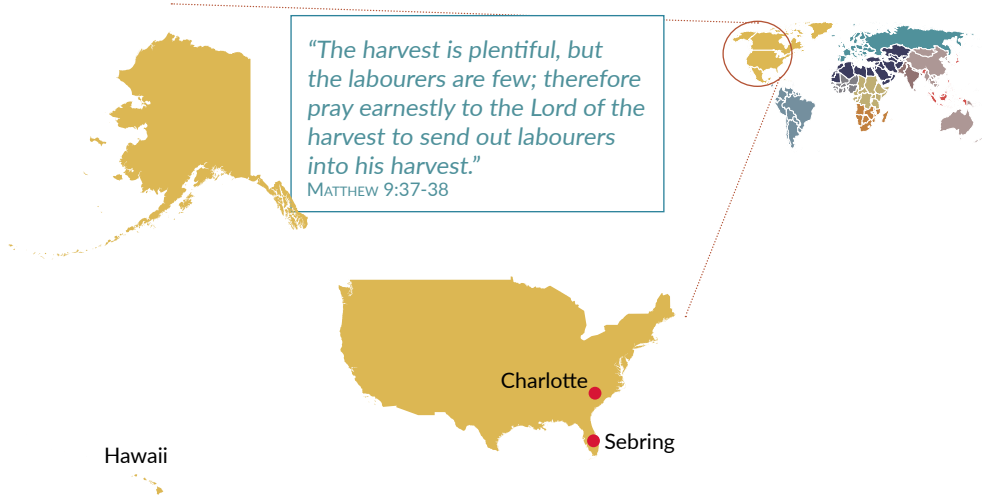 “The harvest is plentiful, but
the labourers are few; therefore
pray earnestly to the Lord of the
harvest to send out labourers
into his harvest.”
Matthew 9:37-38
Charlotte
Sebring
Hawaii